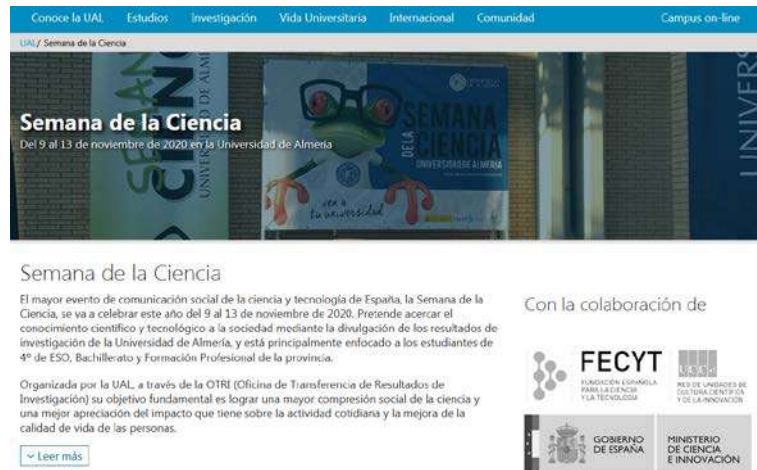 Conoce la UAL Estudios Investigación Vida Universitaria Internacional Comunidad Campus on-line
UAL/ Semana de la Ciencia
Semana de la Ciencia
Del 9 al 13 de noviembre de 2020 en la Universidad de Almería
SEMANA
DE LA
CIENCIA
UNIVERSIDAD DE ALMERÍA
ven a
tu universidad
UNIVER
Semana de la Ciencia
El mayor evento de comunicación social de la ciencia y tecnología de España, la Semana de la
Ciencia, se va a celebrar este año del 9 al 13 de noviembre de 2020. Pretende acercar el
conocimiento científico y tecnológico a la sociedad mediante la divulgación de los resultados de
investigación de la Universidad de Almería, y está principalmente enfocado a los estudiantes de
4º de ESO, Bachillerato y Formación Profesional de la provincia.
Organizada por la UAL, a través de la OTRI (Oficina de Transferencia de Resultados de
Investigación) su objetivo fundamental es lograr una mayor compresión social de la ciencia y
una mejor apreciación del impacto que tiene sobre la actividad cotidiana y la mejora de la
calidad de vida de las personas.
Leer más
Con la colaboración de
FECYT
FUNDACIÓN ESPAÑOLA
PARA LA CIENCIA
Y LA TECNOLOGÍA
UCC+i
RED DE UNIDADES DE
CULTURA CIENTÍFICA
Y DE LA INNOVACIÓN
GOBIERNO
DE ESPAÑA
MINISTERIO
DE CIENCIA
E INNOVACIÓN